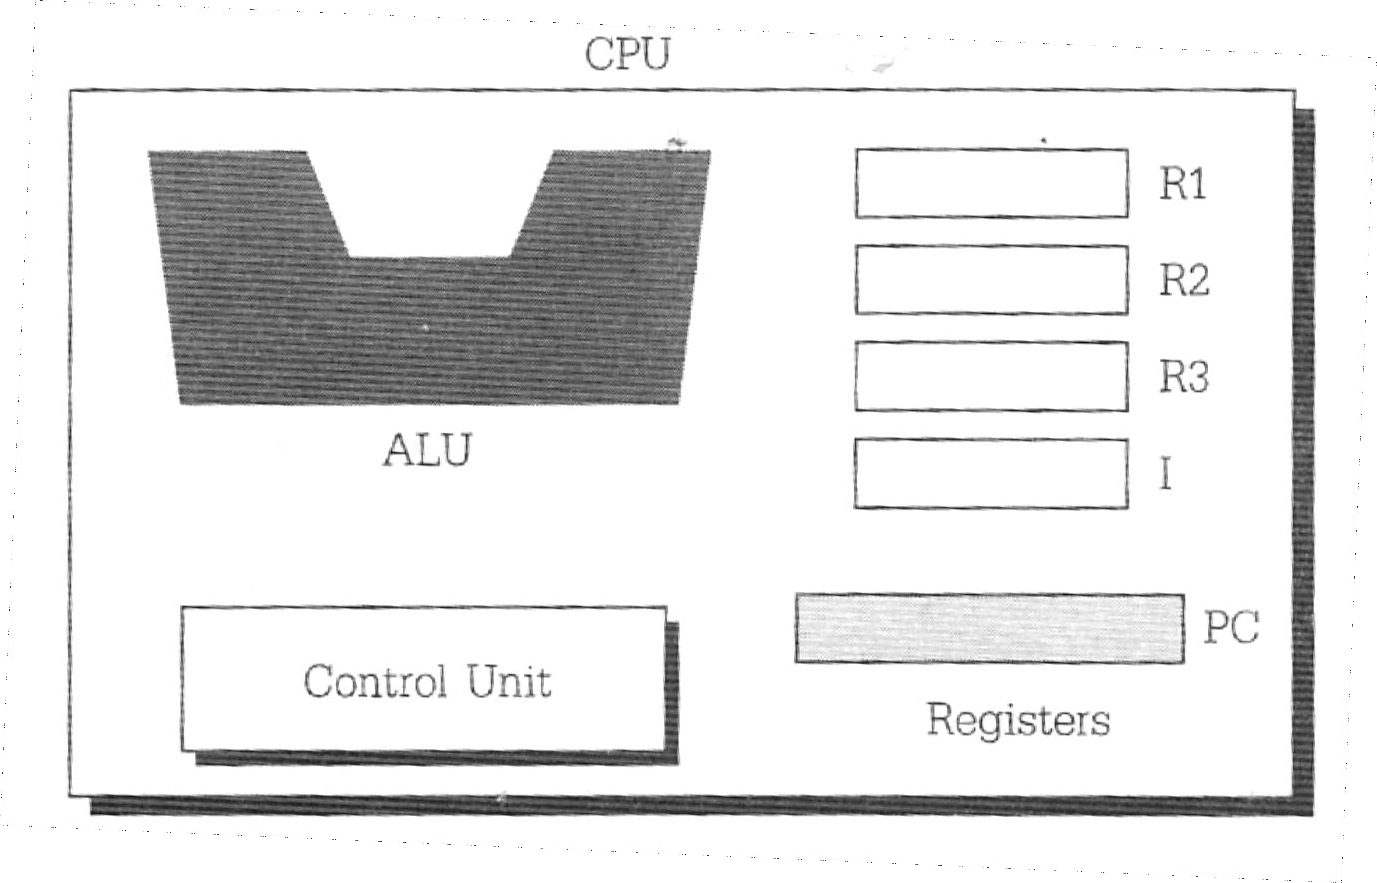 CPU
R1
R2
R3
ALU
I
Control Unit
PC
Registers